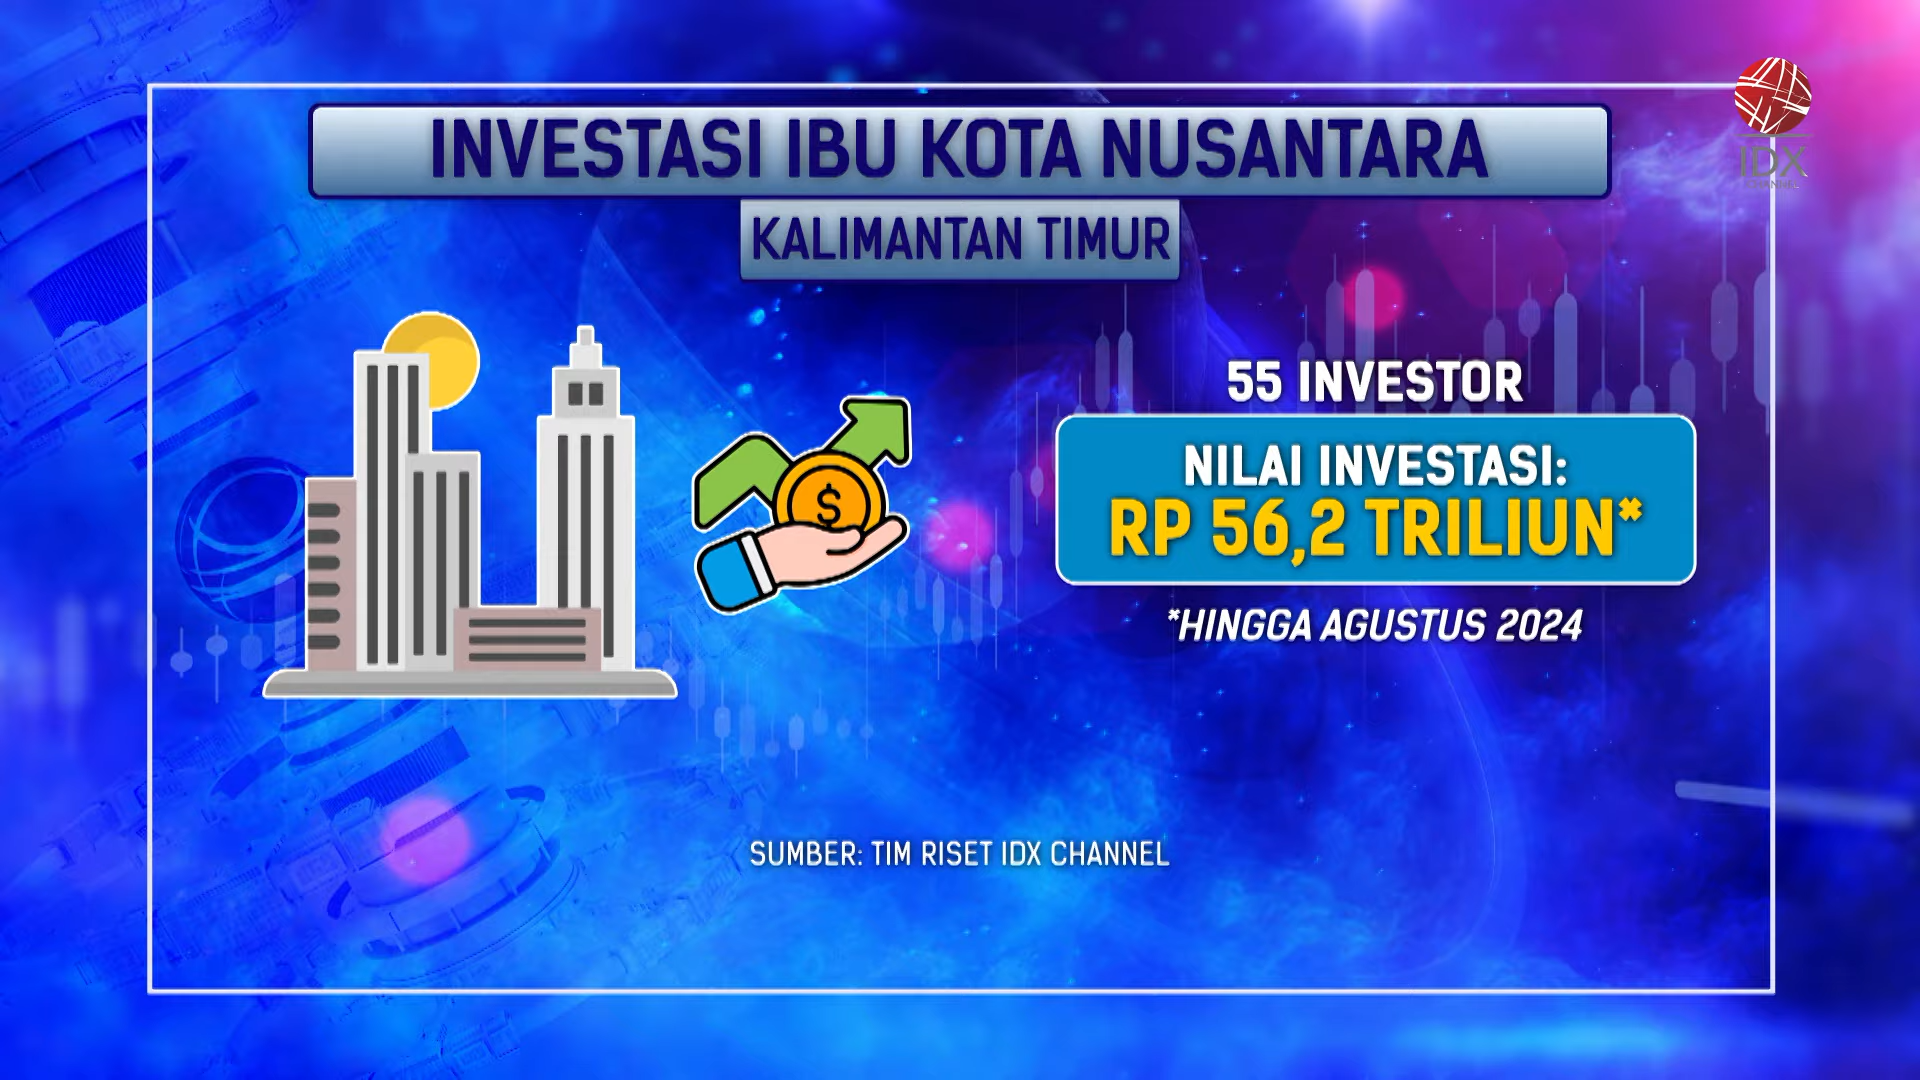 INVESTASI IBU KOTA NUSANTARA
KALIMANTAN TIMUR
IDX
CHANNEL
55 INVESTOR
NILAI INVESTASI:
RP 56,2 TRILIUN*
*HINGGA AGUSTUS 2024
$
SUMBER: TIM RISET IDX CHANNEL